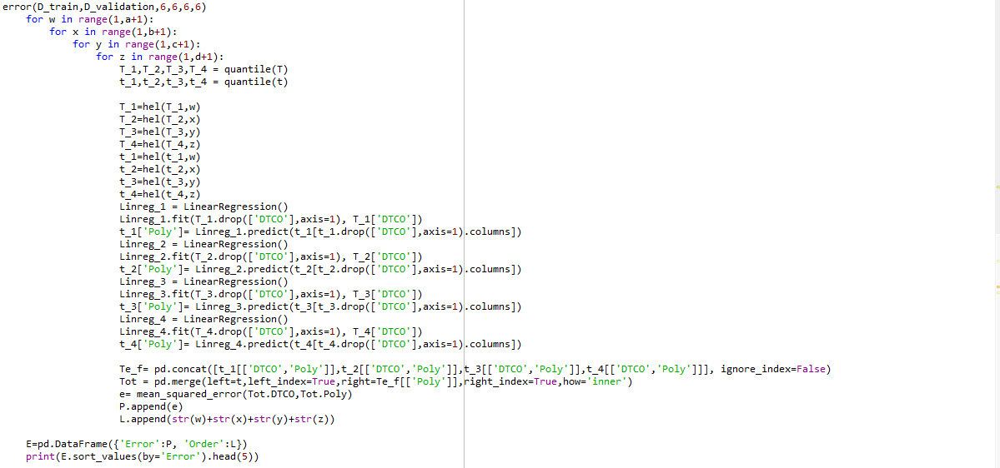 error(D_train,D_validation,6,6,6,6)
    for w in range(1,a+1):
        for x in range(1,b+1):
            for y in range(1,c+1):
                for z in range(1,d+1):
                    T_1,T_2,T_3,T_4 = quantile(T)
                    t_1,t_2,t_3,t_4 = quantile(t)

                    T_1=hel(T_1,w)
                    T_2=hel(T_2,x)
                    T_3=hel(T_3,y)
                    T_4=hel(T_4,z)
                    t_1=hel(t_1,w)
                    t_2=hel(t_2,x)
                    t_3=hel(t_3,y)
                    t_4=hel(t_4,z)
                    Linreg_1 = LinearRegression()
                    Linreg_1.fit(T_1.drop(['DTCO'],axis=1), T_1['DTCO'])
                    t_1['Poly']= Linreg_1.predict(t_1[t_1.drop(['DTCO'],axis=1).columns])
                    Linreg_2 = LinearRegression()
                    Linreg_2.fit(T_2.drop(['DTCO'],axis=1), T_2['DTCO'])
                    t_2['Poly']= Linreg_2.predict(t_2[t_2.drop(['DTCO'],axis=1).columns])
                    Linreg_3 = LinearRegression()
                    Linreg_3.fit(T_3.drop(['DTCO'],axis=1), T_3['DTCO'])
                    t_3['Poly']= Linreg_3.predict(t_3[t_3.drop(['DTCO'],axis=1).columns])
                    Linreg_4 = LinearRegression()
                    Linreg_4.fit(T_4.drop(['DTCO'],axis=1), T_4['DTCO'])
                    t_4['Poly']= Linreg_4.predict(t_4[t_4.drop(['DTCO'],axis=1).columns])

                    Te_f= pd.concat([t_1[['DTCO','Poly']],t_2[['DTCO','Poly']],t_3[['DTCO','Poly']],t_4[['DTCO','Poly']]], ignore_index=False)
                    Tot = pd.merge(left=t,left_index=True,right=Te_f[['Poly']],right_index=True,how='inner')
                    e= mean_squared_error(Tot.DTCO,Tot.Poly)
                    P.append(e)
                    L.append(str(w)+str(x)+str(y)+str(z))

    E=pd.DataFrame({'Error':P, 'Order':L})
    print(E.sort_values(by='Error').head(5))